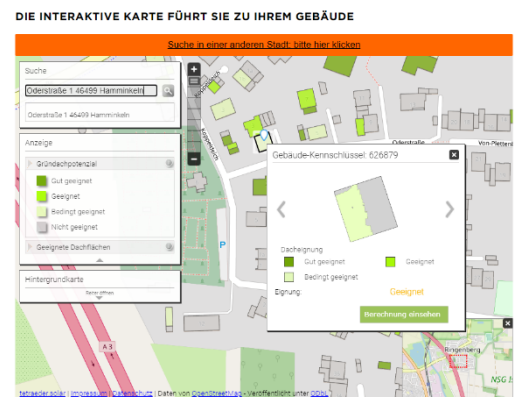 DIE INTERAKTIVE KARTE FÜHRT SIE ZU IHREM GEBÄUDE
Suche in einer anderen Stadt: bitte hier klicken
Suche
Oderstraße 1 46499 Hamminkeln
Oderstraße 1 46499 Hamminkeln
Anzeige
Gründachpotenzial
Gut geeignet
Geeignet
Bedingt geeignet
Nicht geeignet
Geeignete Dachflächen
Hintergrundkarte
Oderstraße
Gebäude-Kennschlüssel: 626879
Dacheignung
Gut geeignet
Geeignet
Bedingt geeignet
Eignung:
Geeignet
Berechnung einsehen
P
A 3
Ringenberg
NSG
tetraeder.solar | Impressum | Datenschutz | Daten von OpenStreetMap - Veröffentlicht unter ODbL